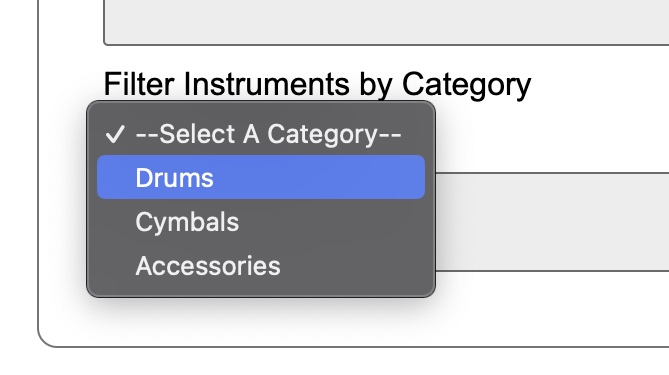 Filter Instruments by Category
✓ --Select A Category--
Drums
Cymbals
Accessories